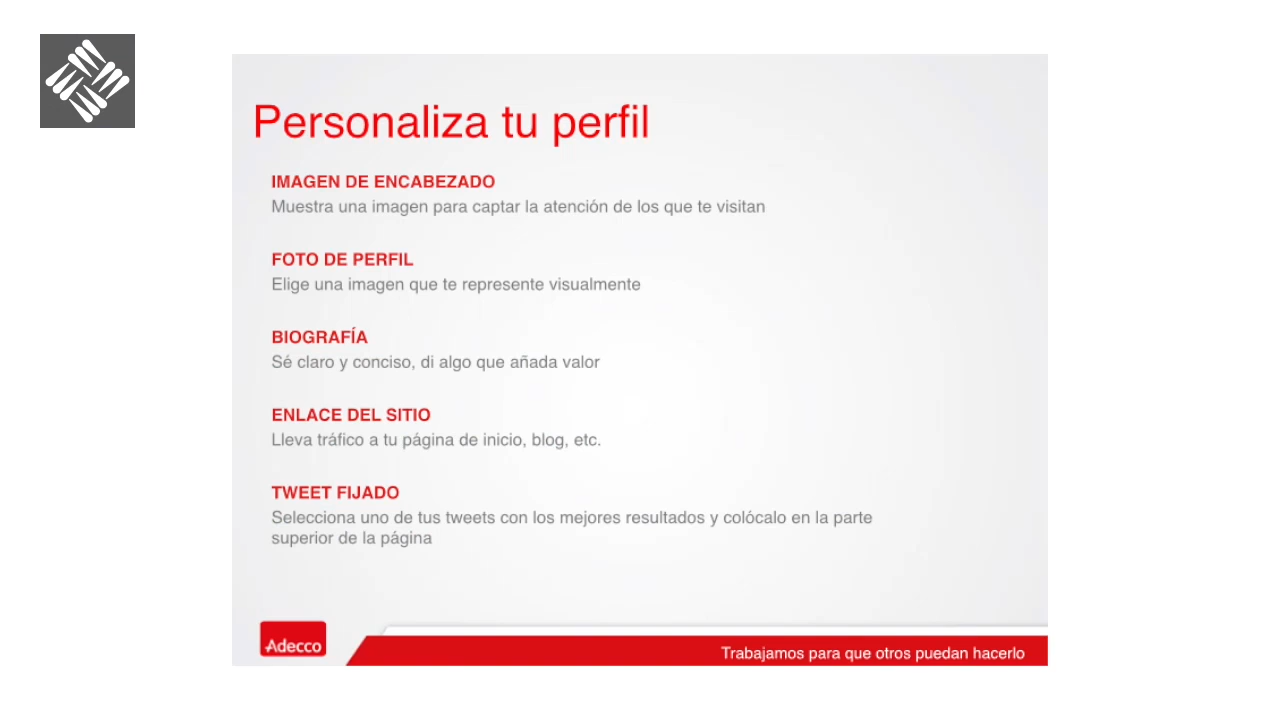 Personaliza tu perfil
IMAGEN DE ENCABEZADO
Muestra una imagen para captar la atención de los que te visitan
FOTO DE PERFIL
Elige una imagen que te represente visualmente
BIOGRAFÍA
Sé claro y conciso, di algo que añada valor
ENLACE DEL SITIO
Lleva tráfico a tu página de inicio, blog, etc.
TWEET FIJADO
Selecciona uno de tus tweets con los mejores resultados y colócalo en la parte
superior de la página
Adecco
Trabajamos para que otros puedan hacerlo